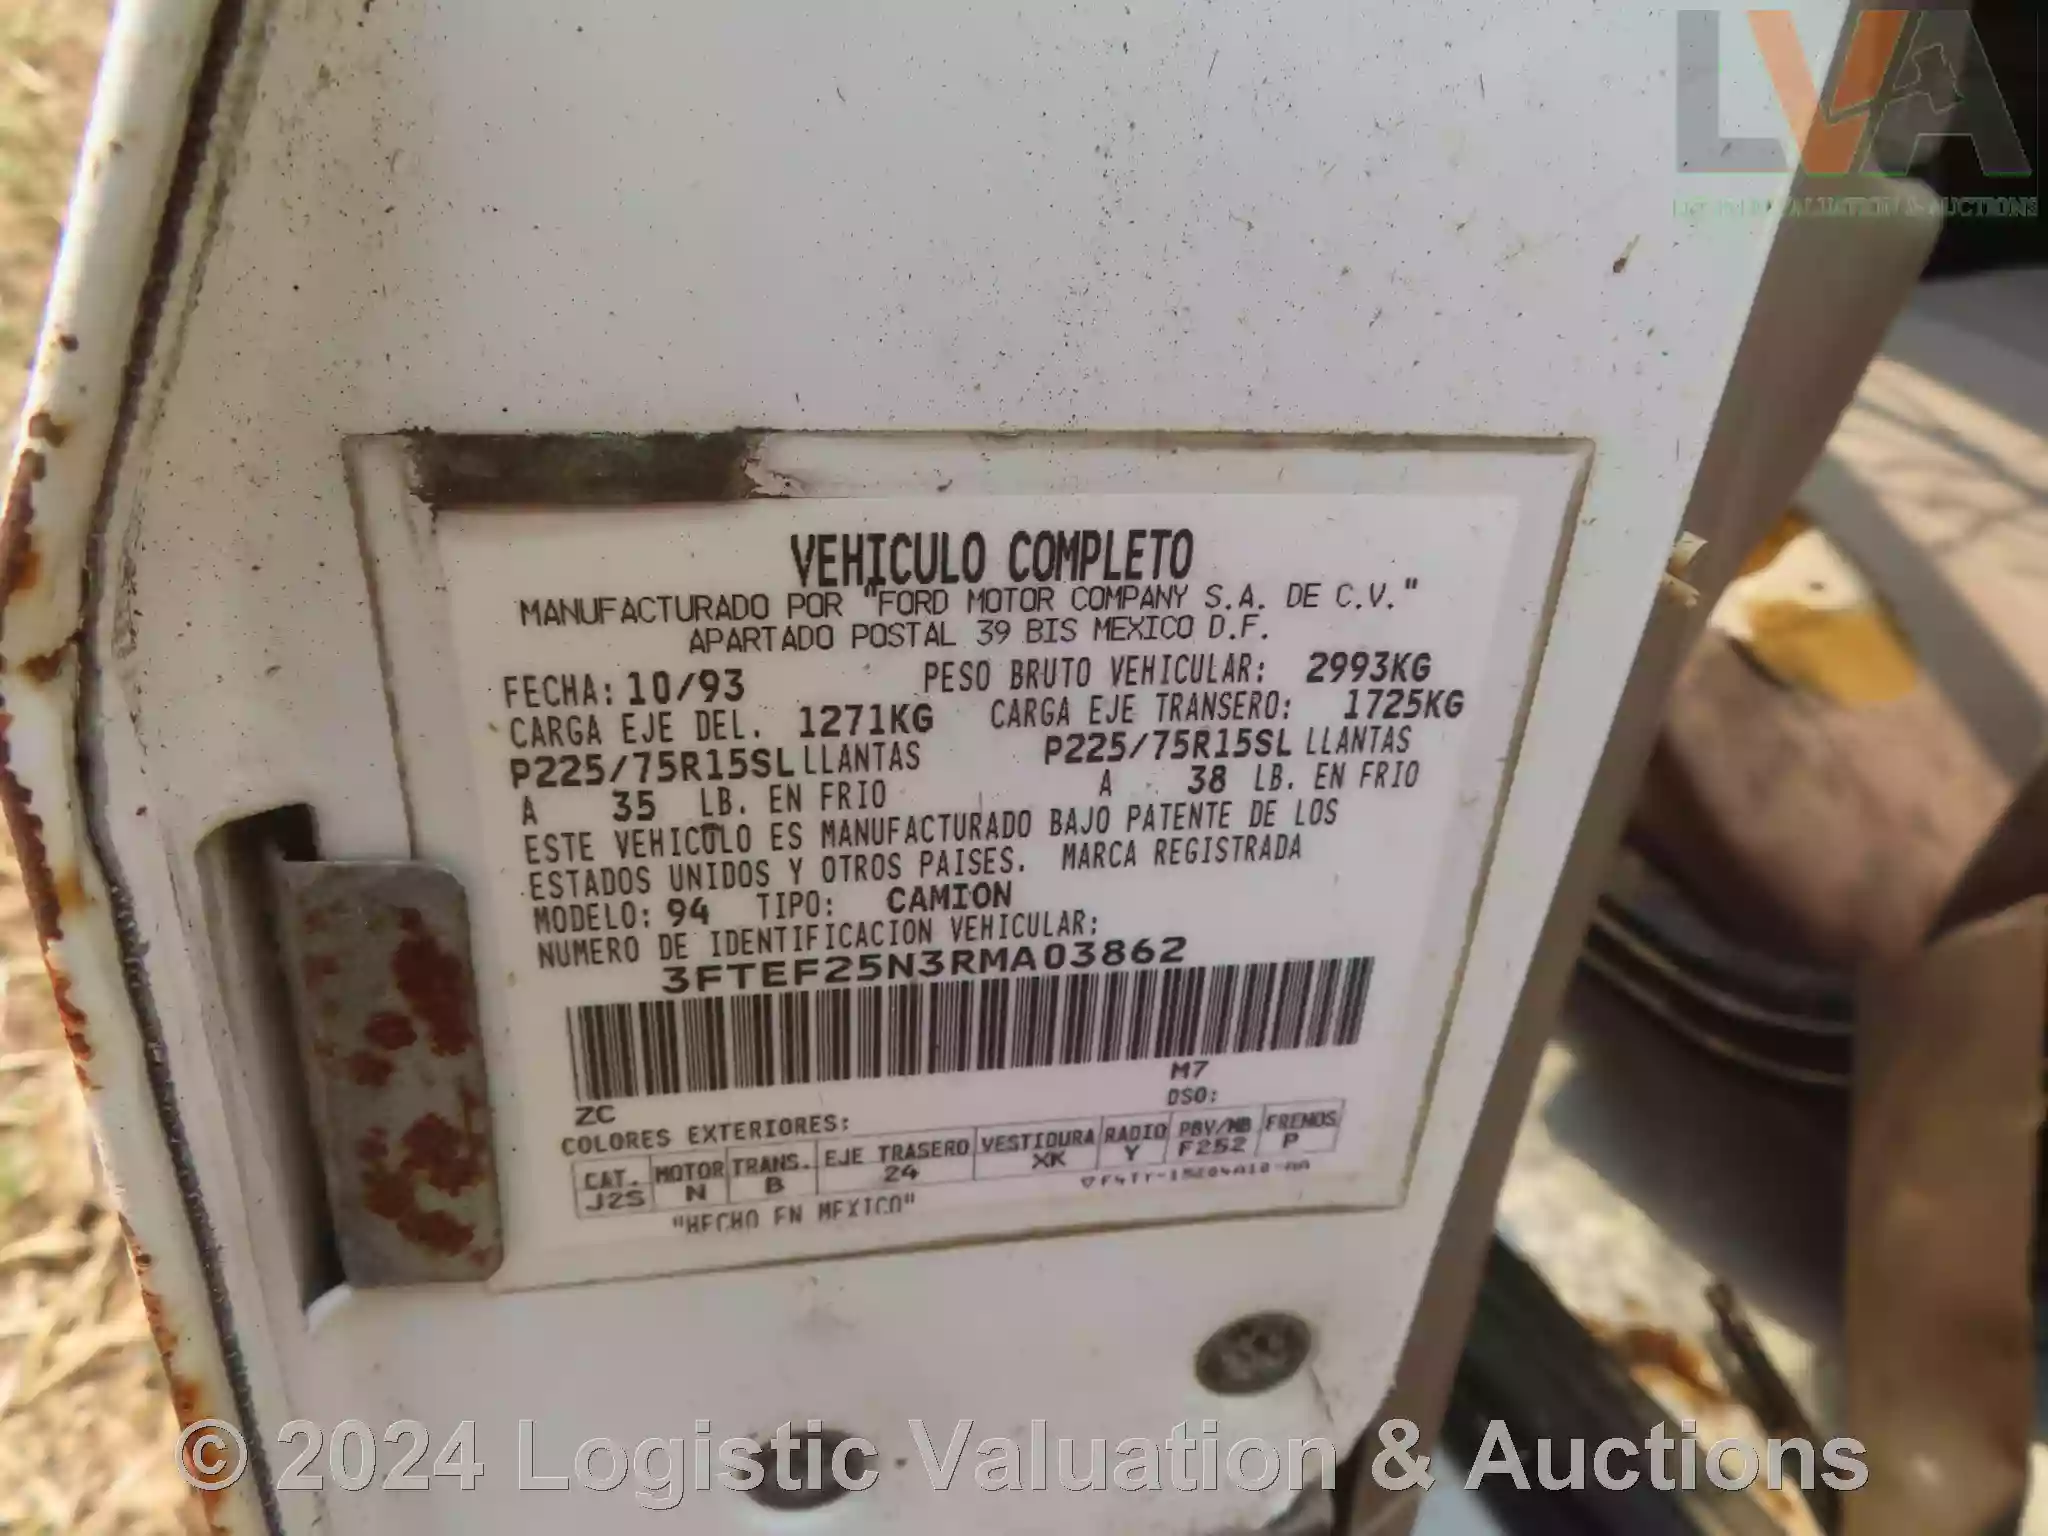 LVA
VALUATION & AUCTIONS
VEHICULO COMPLETO
MANUFACTURADO POR "FORD MOTOR COMPANY S.A. DE C.V."
APARTADO POSTAL 39 BIS MEXICO D.F.
FECHA: 10/93 PESO BRUTO VEHICULAR: 2993KG
CARGA EJE DEL. 1271KG CARGA EJE TRANSERO: 1725KG
P225/75R15SL LLANTAS P225/75R15SL LLANTAS
A 35 LB. EN FRIO A 38 LB. EN FRIO
ESTE VEHICULO ES MANUFACTURADO BAJO PATENTE DE LOS
ESTADOS UNIDOS Y OTROS PAISES. MARCA REGISTRADA
MODELO: 94 TIPO: CAMION
NUMERO DE IDENTIFICACION VEHICULAR:
3FTEF25N3RMA03862
M7
ZC DSO:
COLORES EXTERIORES:
CAT. MOTOR TRANS. EJE TRASERO VESTIDURA RADIO PBV/MB FRENOS
J2S N B 24 XK Y F252 P
"HECHO EN MEXICO"
© 2024 Logistic Valuation & Auctions